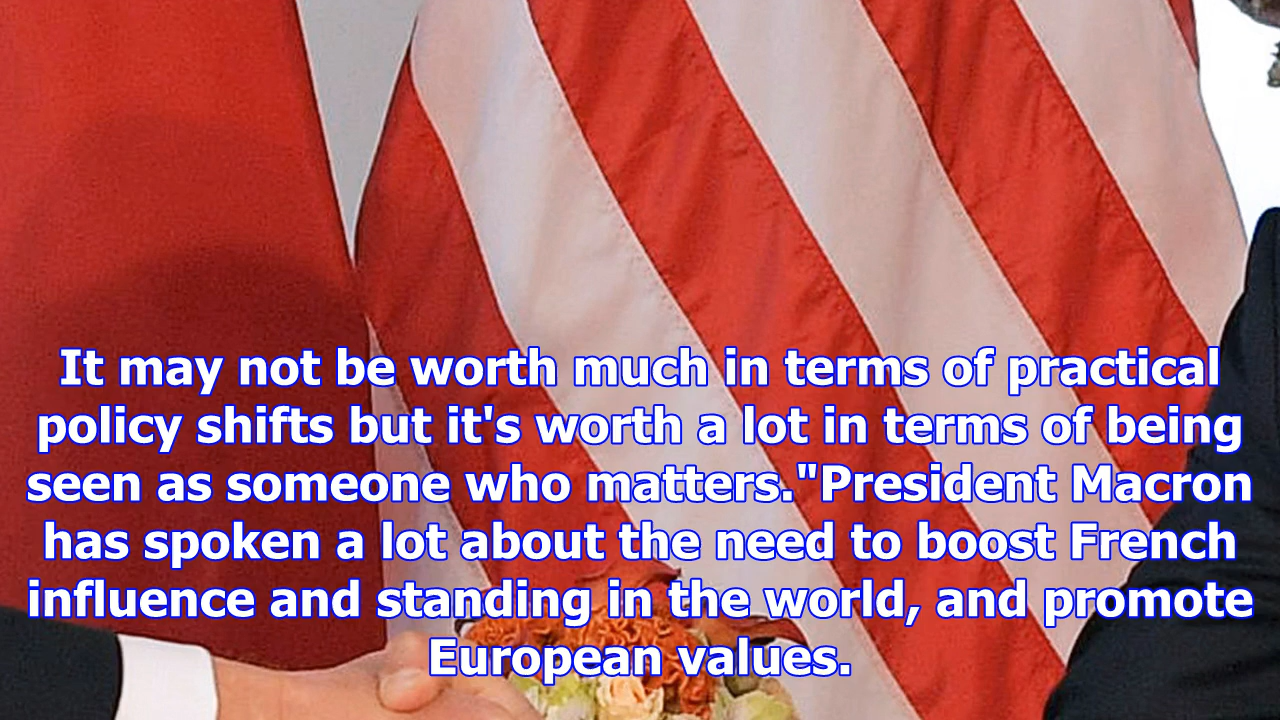 It may not be worth much in terms of practical
policy shifts but it's worth a lot in terms of being
seen as someone who matters."President Macron
has spoken a lot about the need to boost French
influence and standing in the world, and promote
European values.